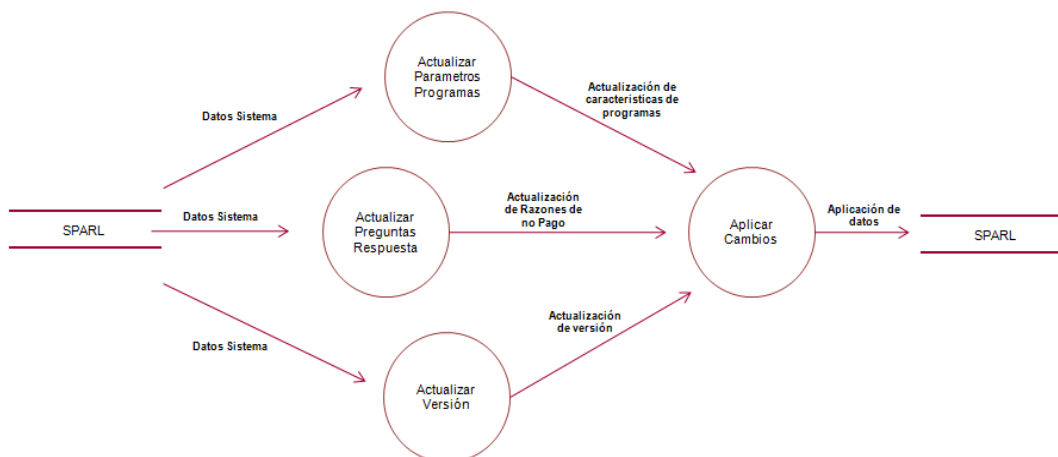 Actualizar
Parametros
Programas
Actualización de
caracteristicas de
programas
Datos Sistema
SPARL
Datos Sistema
Actualizar
Preguntas
Respuesta
Actualización
de Razones de
no Pago
Aplicar
Cambios
Aplicación de
datos
SPARL
Datos Sistema
Actualización
de versión
Actualizar
Versión